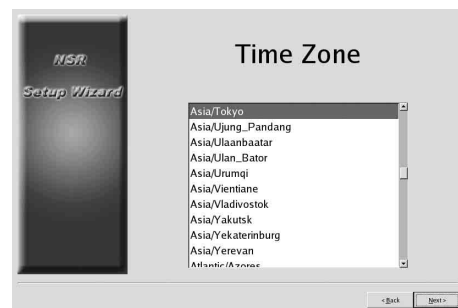 NSR
Setup Wizard
Time Zone
Asia/Tokyo
Asia/Ujung_Pandang
Asia/Ulaanbaatar
Asia/Ulan_Bator
Asia/Urumqi
Asia/Vientiane
Asia/Vladivostok
Asia/Yakutsk
Asia/Yekaterinburg
Asia/Yerevan
Atlantic/Azores
< Back
Next >